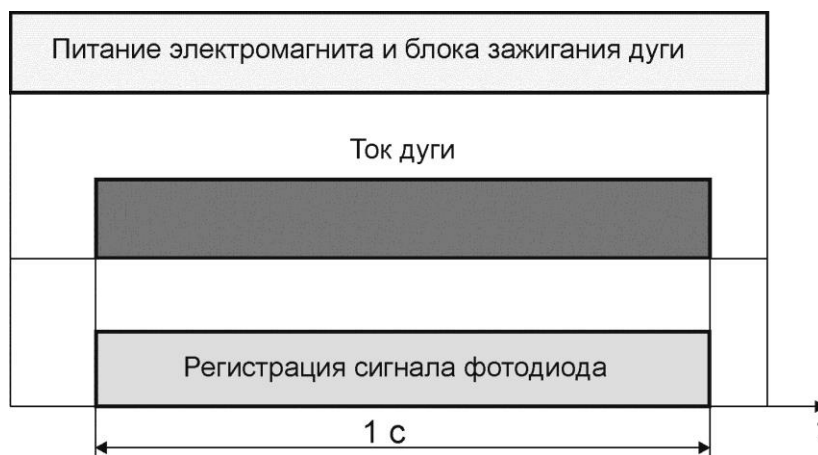 Питание электромагнита и блока зажигания дуги
Ток дуги
Регистрация сигнала фотодиода
1 с